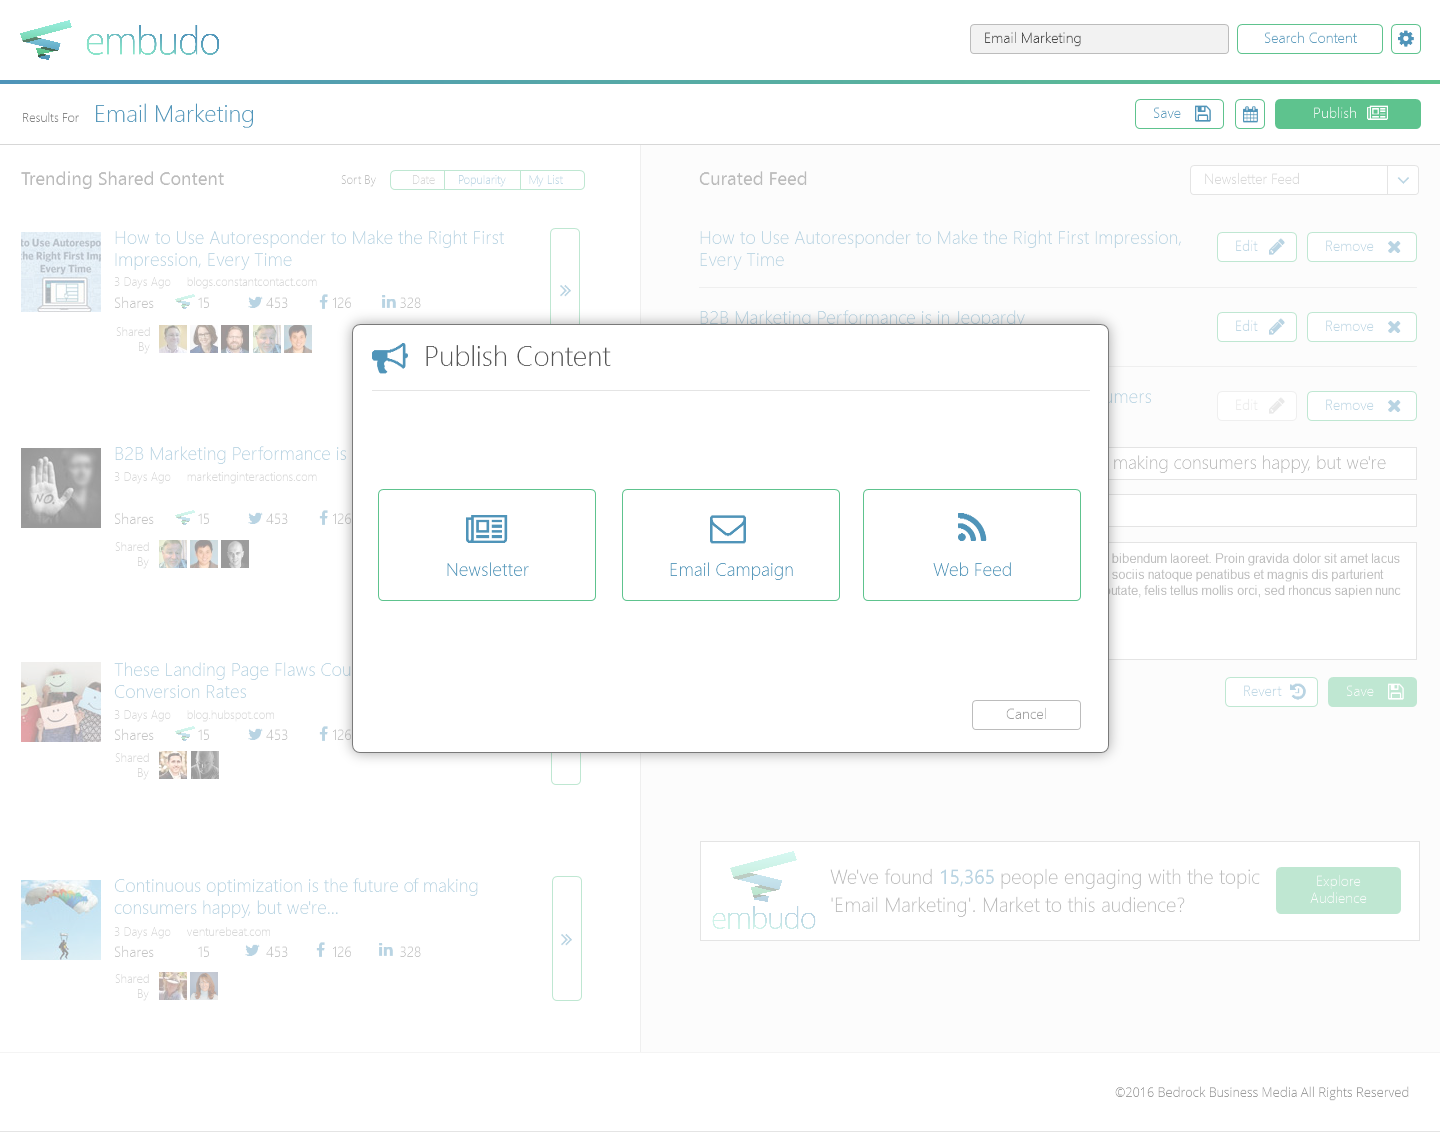 embudo
Email Marketing
Search Content
Results For Email Marketing
Save
Publish
Trending Shared Content
Sort By
Date
Popularity
My List
Curated Feed
Newsletter Feed
to Use Autorespo
the Right First Imp
Every Time
How to Use Autoresponder to Make the Right First
Impression, Every Time
3 Days Ago blogs.constantcontact.com
Shares 15 453 126 328
Shared
By
How to Use Autoresponder to Make the Right First Impression,
Every Time
Edit
Remove
B2B Marketing Performance is in Jeopardy
Edit
Remove
umers
Edit
Remove
making consumers happy, but we're
bibendum laoreet. Proin gravida dolor sit amet lacus
sociis natoque penatibus et magnis dis parturient
utate, felis tellus mollis orci, sed rhoncus sapien nunc
Revert
Save
Publish Content
Newsletter
Email Campaign
Web Feed
Cancel
NO.
B2B Marketing Performance is
3 Days Ago marketinginteractions.com
Shares 15 453 126
Shared
By
These Landing Page Flaws Cou
Conversion Rates
3 Days Ago blog.hubspot.com
Shares 15 453 126
Shared
By
Continuous optimization is the future of making
consumers happy, but we're...
3 Days Ago venturebeat.com
Shares 15 453 126 328
Shared
By
embudo
We've found 15,365 people engaging with the topic
'Email Marketing'. Market to this audience?
Explore
Audience
©2016 Bedrock Business Media All Rights Reserved